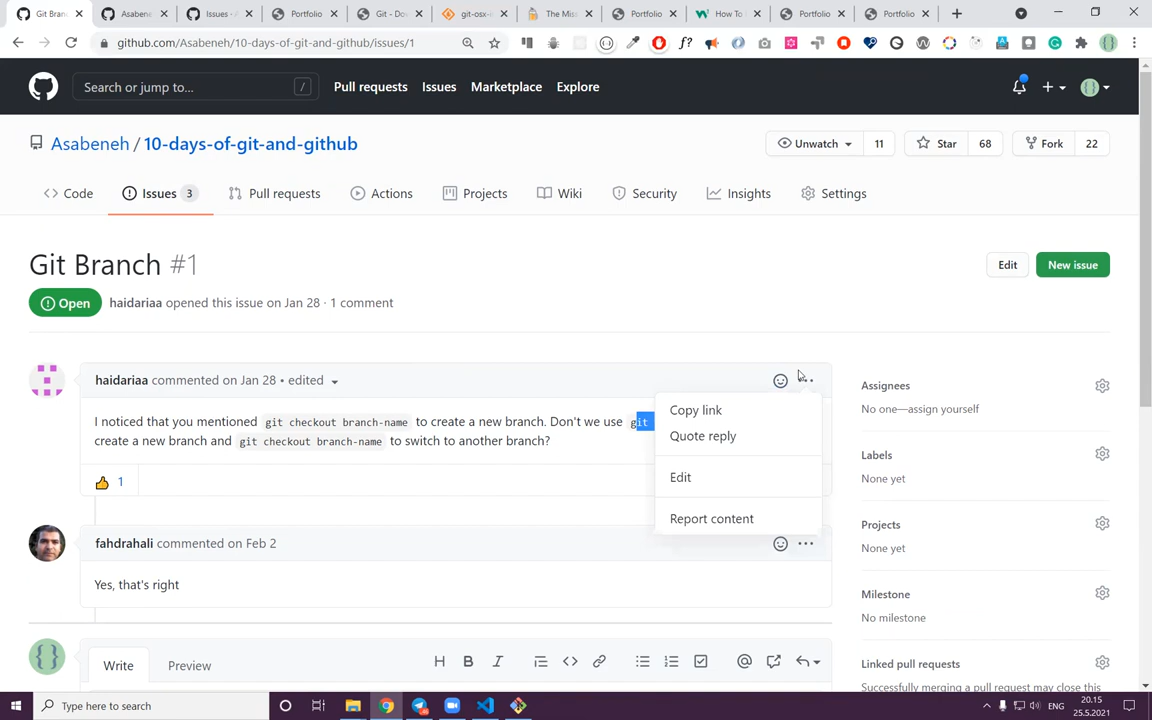 Git Branc
Asabene
Issues · A
Portfolio
Git - Dov
git-osx-i
The Miss
Portfolio
How To
Portfolio
Portfolio
github.com/Asabeneh/10-days-of-git-and-github/issues/1
Search or jump to...
/
Pull requests
Issues
Marketplace
Explore
Asabeneh / 10-days-of-git-and-github
Unwatch
11
Star
68
Fork
22
Code
Issues 3
Pull requests
Actions
Projects
Wiki
Security
Insights
Settings
Git Branch #1
Edit
New issue
Open
haidariaa opened this issue on Jan 28 · 1 comment
haidariaa commented on Jan 28 • edited
I noticed that you mentioned git checkout branch-name to create a new branch. Don't we use git
create a new branch and git checkout branch-name to switch to another branch?
👍 1
Copy link
Quote reply
Edit
Report content
fahdrahali commented on Feb 2
Yes, that's right
Write
Preview
H B I
Assignees
No one—assign yourself
Labels
None yet
Projects
None yet
Milestone
No milestone
Linked pull requests
Successfully merging a pull request may close this
Type here to search
ENG
20.15
25.5.2021